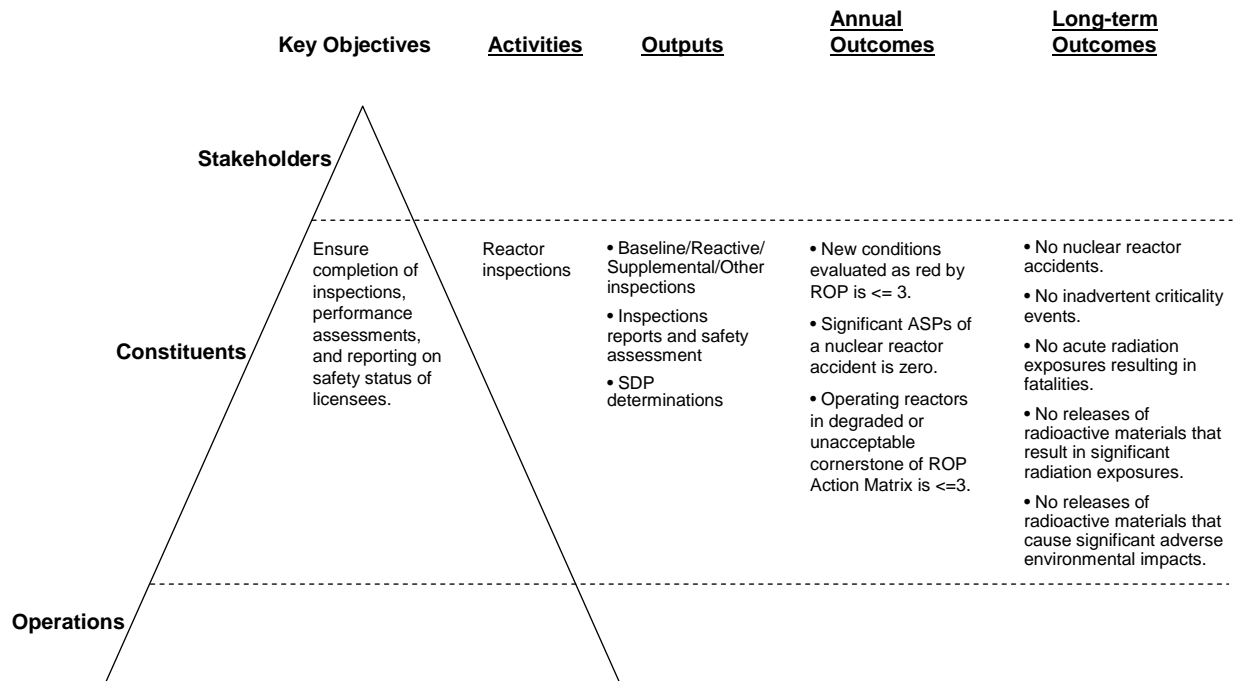 Key Objectives
Activities
Outputs
Annual
Outcomes
Long-term
Outcomes
Stakeholders
Constituents
Ensure
completion of
inspections,
performance
assessments,
and reporting on
safety status of
licensees.
Reactor
inspections
• Baseline/Reactive/
Supplemental/Other
inspections
• Inspections
reports and safety
assessment
• SDP
determinations
• New conditions
evaluated as red by
ROP is <= 3.
• Significant ASPs of
a nuclear reactor
accident is zero.
• Operating reactors
in degraded or
unacceptable
cornerstone of ROP
Action Matrix is <=3.
• No nuclear reactor
accidents.
• No inadvertent criticality
events.
• No acute radiation
exposures resulting in
fatalities.
• No releases of
radioactive materials that
result in significant
radiation exposures.
• No releases of
radioactive materials that
cause significant adverse
environmental impacts.
Operations